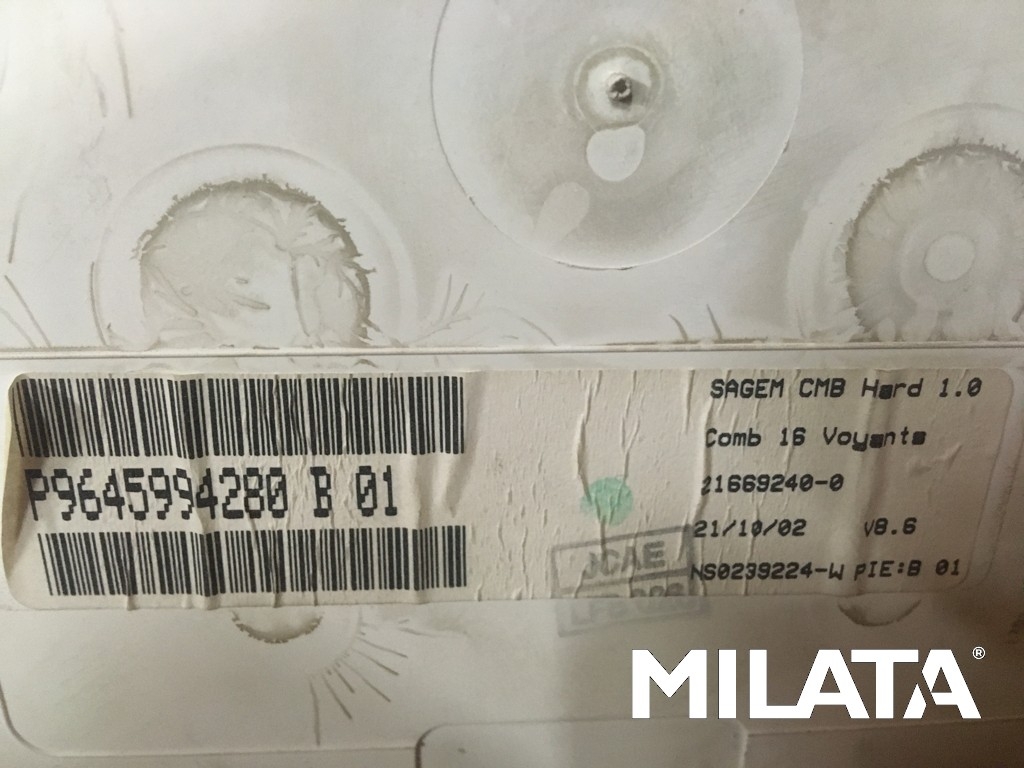 P9645994280 B 01
SAGEM CMB Hard 1.0
Comb 16 Voyants
21669240-0
21/10/02 V8.6
NS0239224-W PIE:B 01
JCAE
MILATA®